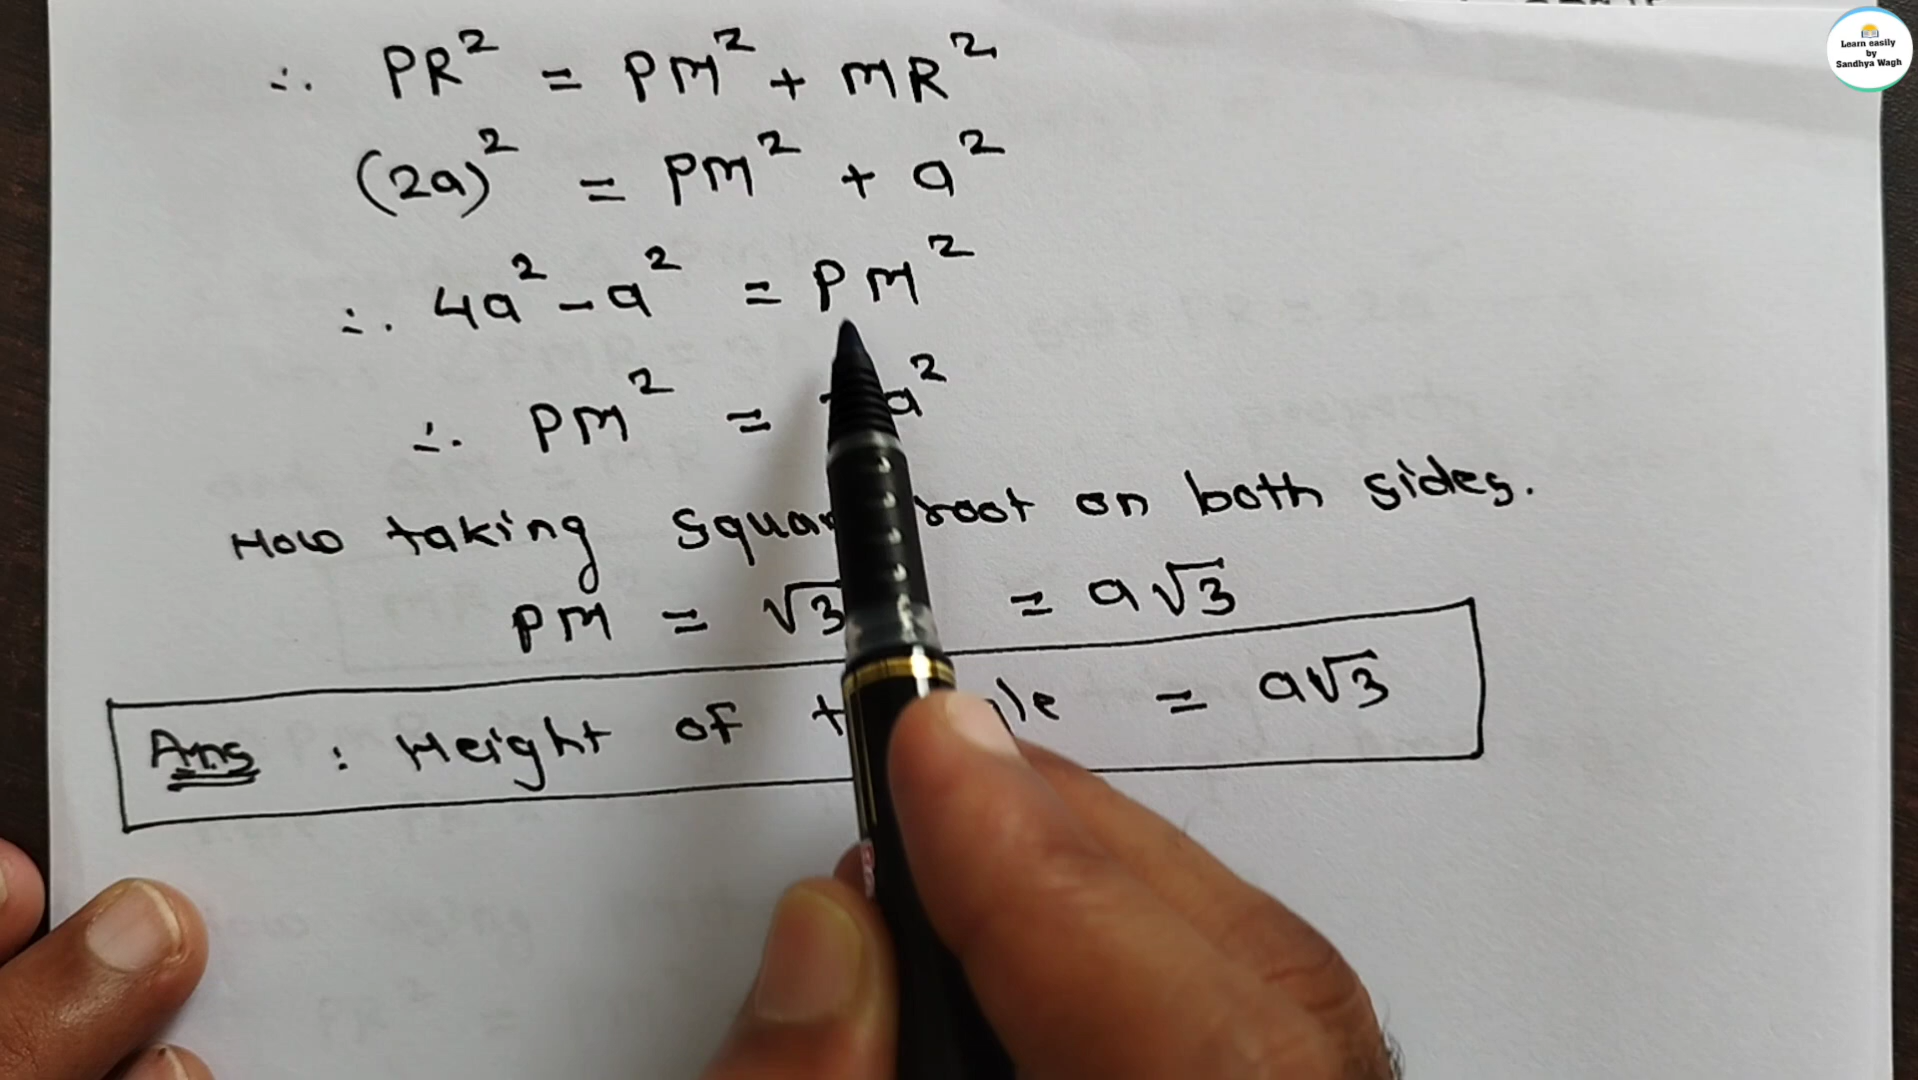 ∴ PR² = PM² + MR²
(2a)² = PM² + a²
∴ 4a² - a² = PM²
∴ PM² = a²
Now taking root on both sides.
PM = √3 = a√3
Ans : Height of = a√3
Learn easily
by
Sandhya Wagh